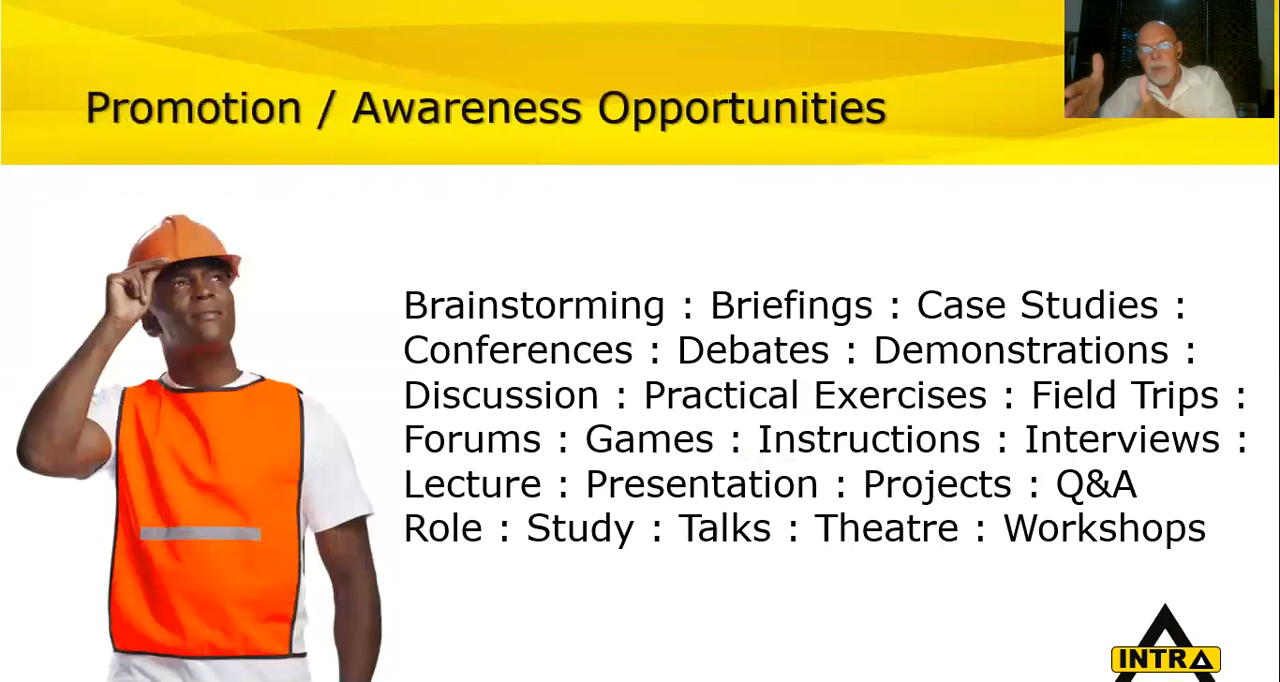 Promotion / Awareness Opportunities
Brainstorming : Briefings : Case Studies :
Conferences : Debates : Demonstrations :
Discussion : Practical Exercises : Field Trips :
Forums : Games : Instructions : Interviews :
Lecture : Presentation : Projects : Q&A
Role : Study : Talks : Theatre : Workshops
INTRA